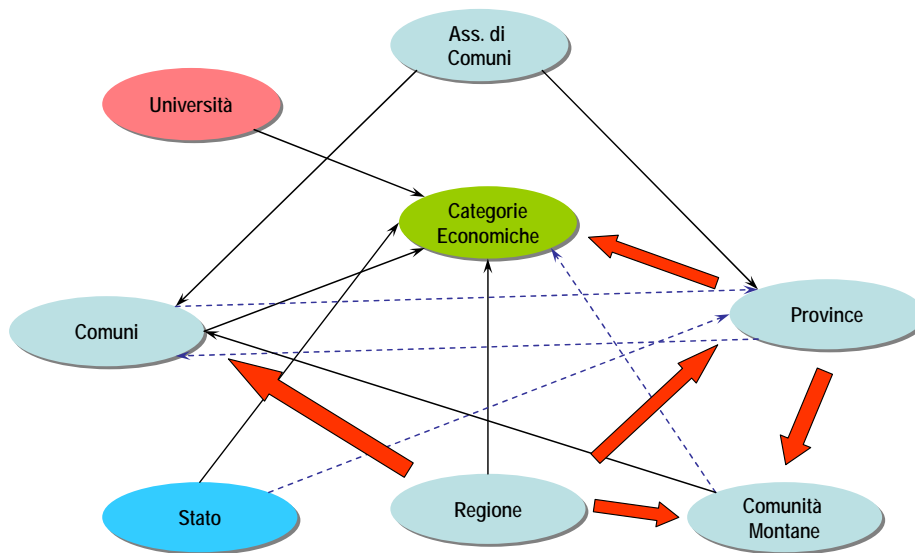 Ass. di
Comuni
Università
Categorie
Economiche
Comuni
Province
Stato
Regione
Comunità
Montane